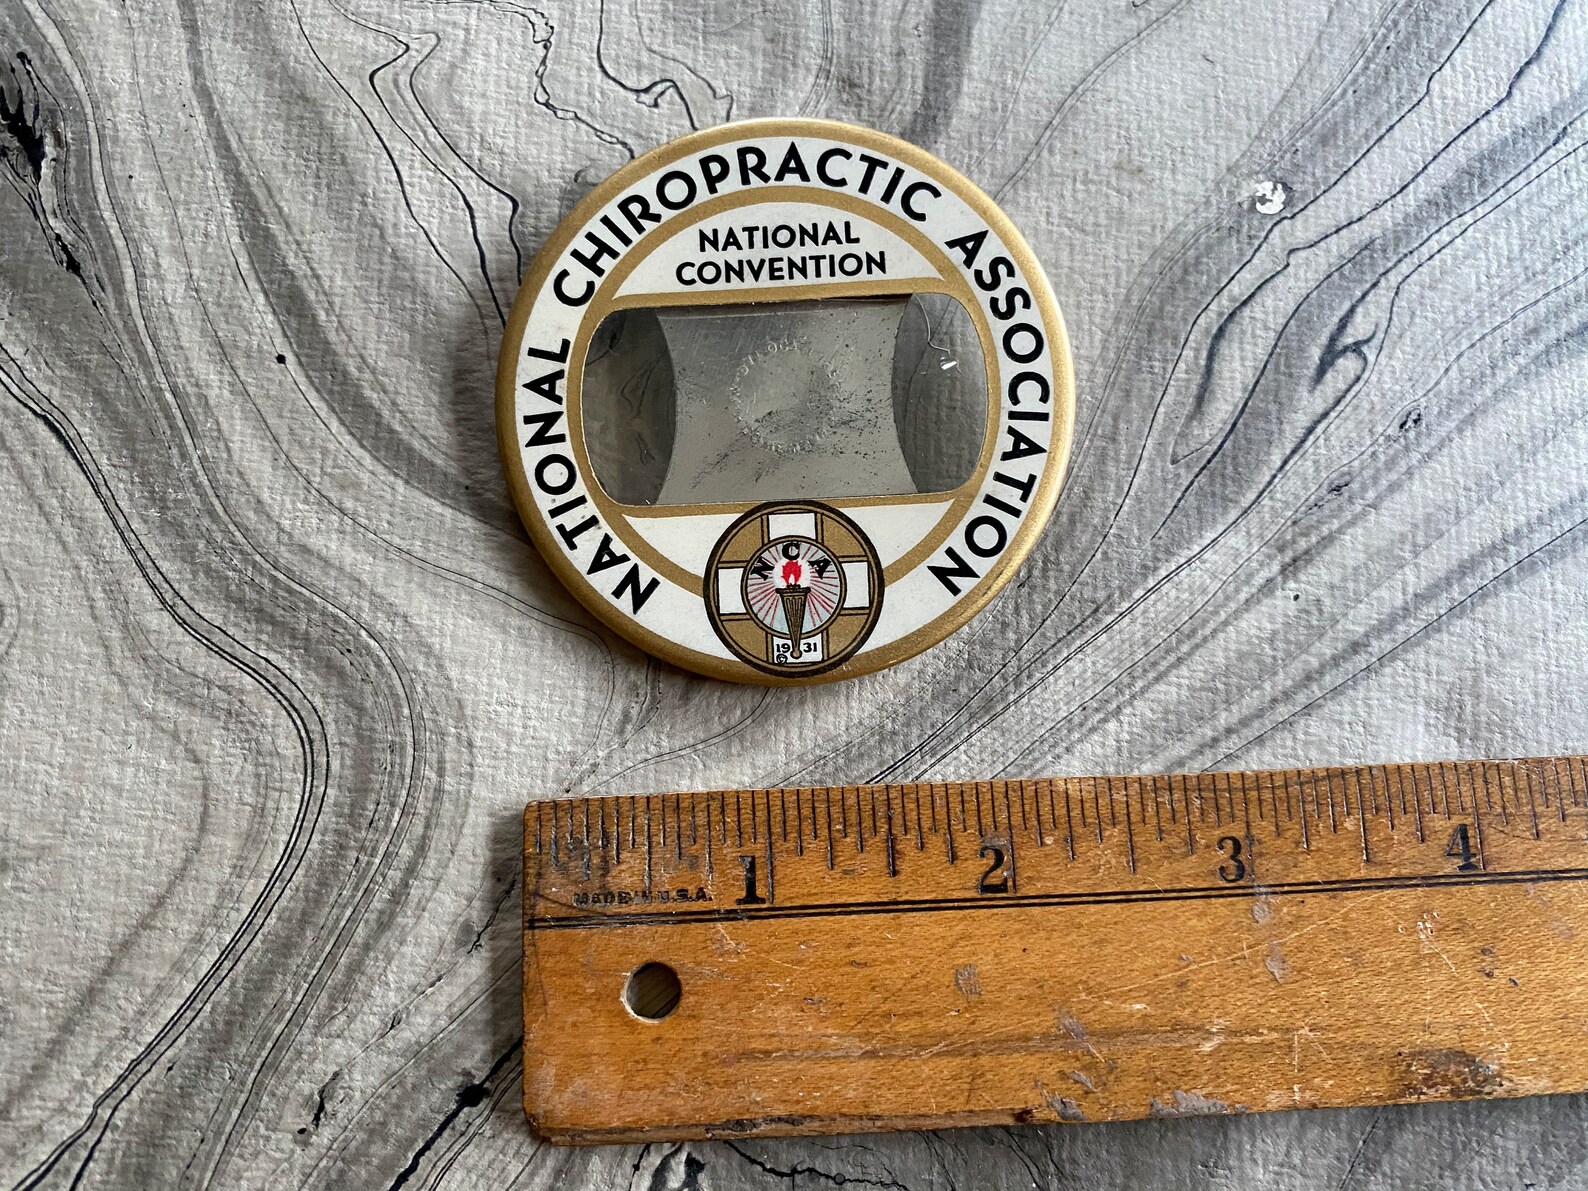 NATIONAL CHIROPRACTIC ASSOCIATION
NATIONAL
CONVENTION
NCA
19 31
MADE IN U.S.A.
1 2 3 4